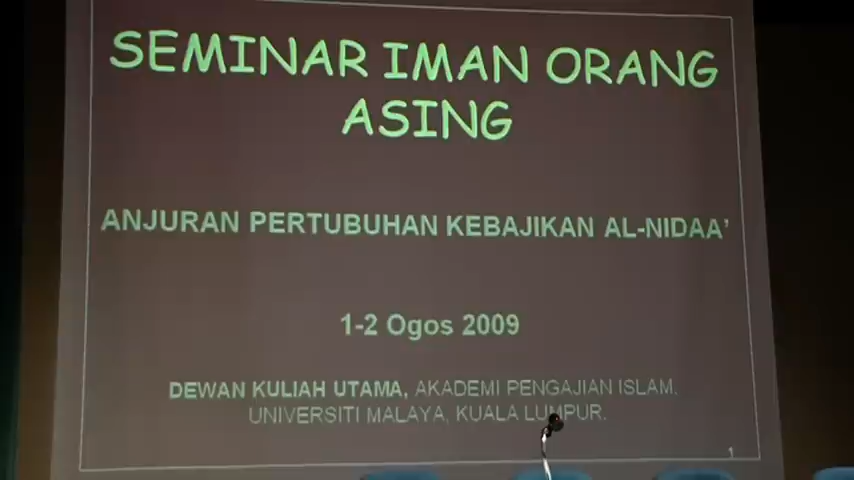 SEMINAR IMAN ORANG
ASING
ANJURAN PERTUBUHAN KEBAJIKAN AL-NIDAA'
1-2 Ogos 2009
DEWAN KULIAH UTAMA, AKADEMI PENGAJIAN ISLAM,
UNIVERSITI MALAYA, KUALA LUMPUR.
1